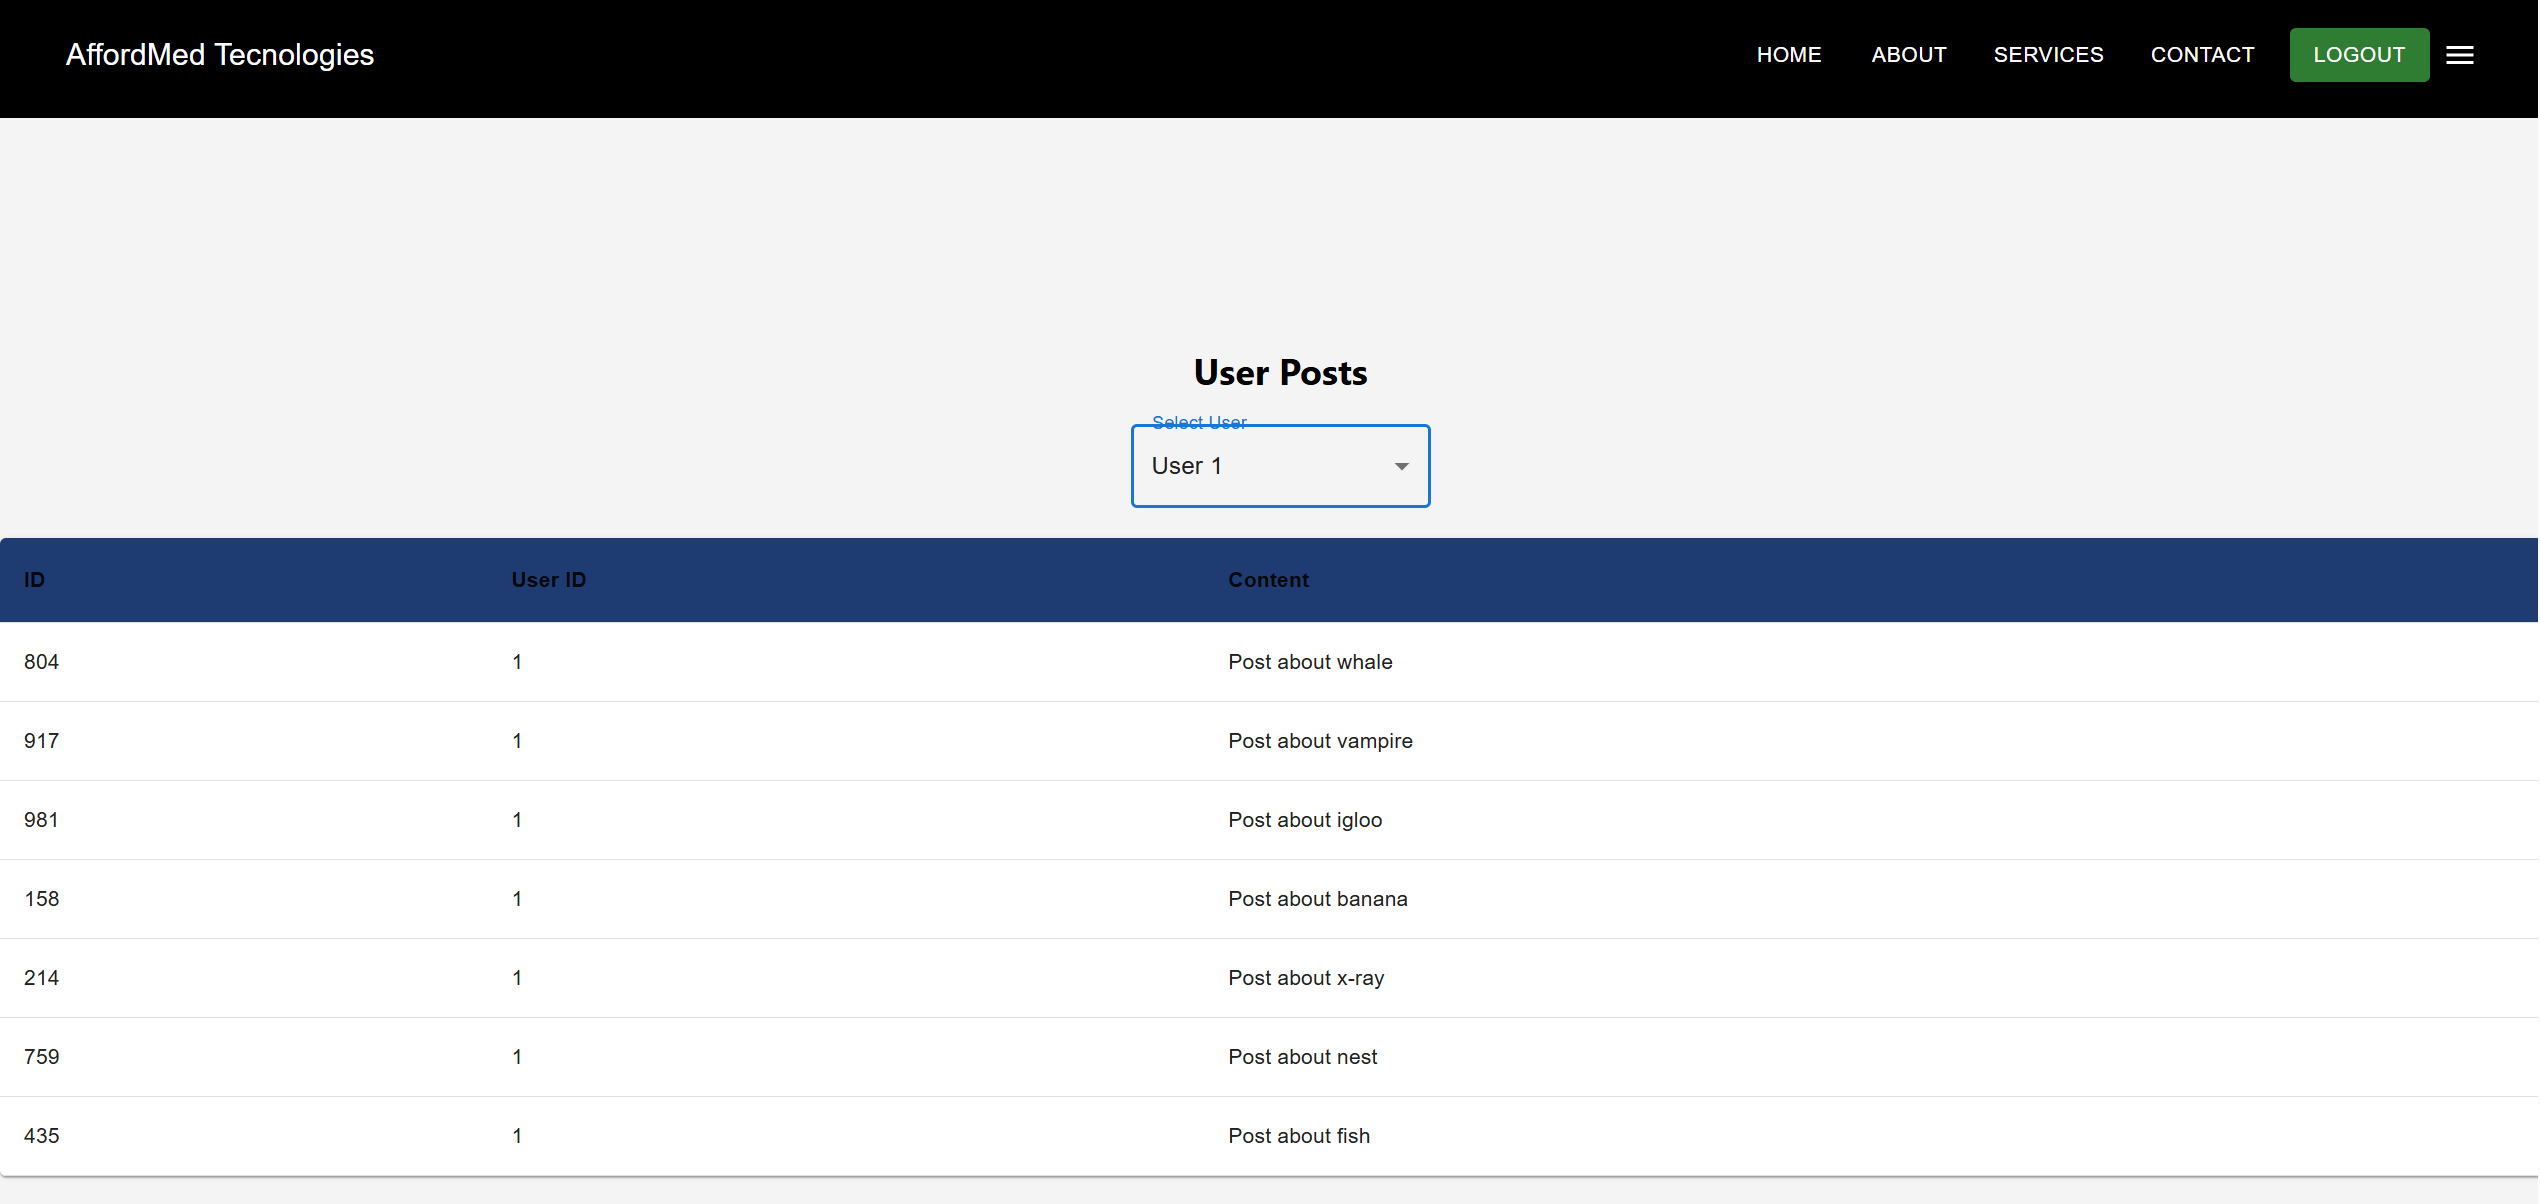 AffordMed Tecnologies HOME ABOUT SERVICES CONTACT LOGOUT
User Posts
Select User
User 1
ID User ID Content
804 1 Post about whale
917 1 Post about vampire
981 1 Post about igloo
158 1 Post about banana
214 1 Post about x-ray
759 1 Post about nest
435 1 Post about fish